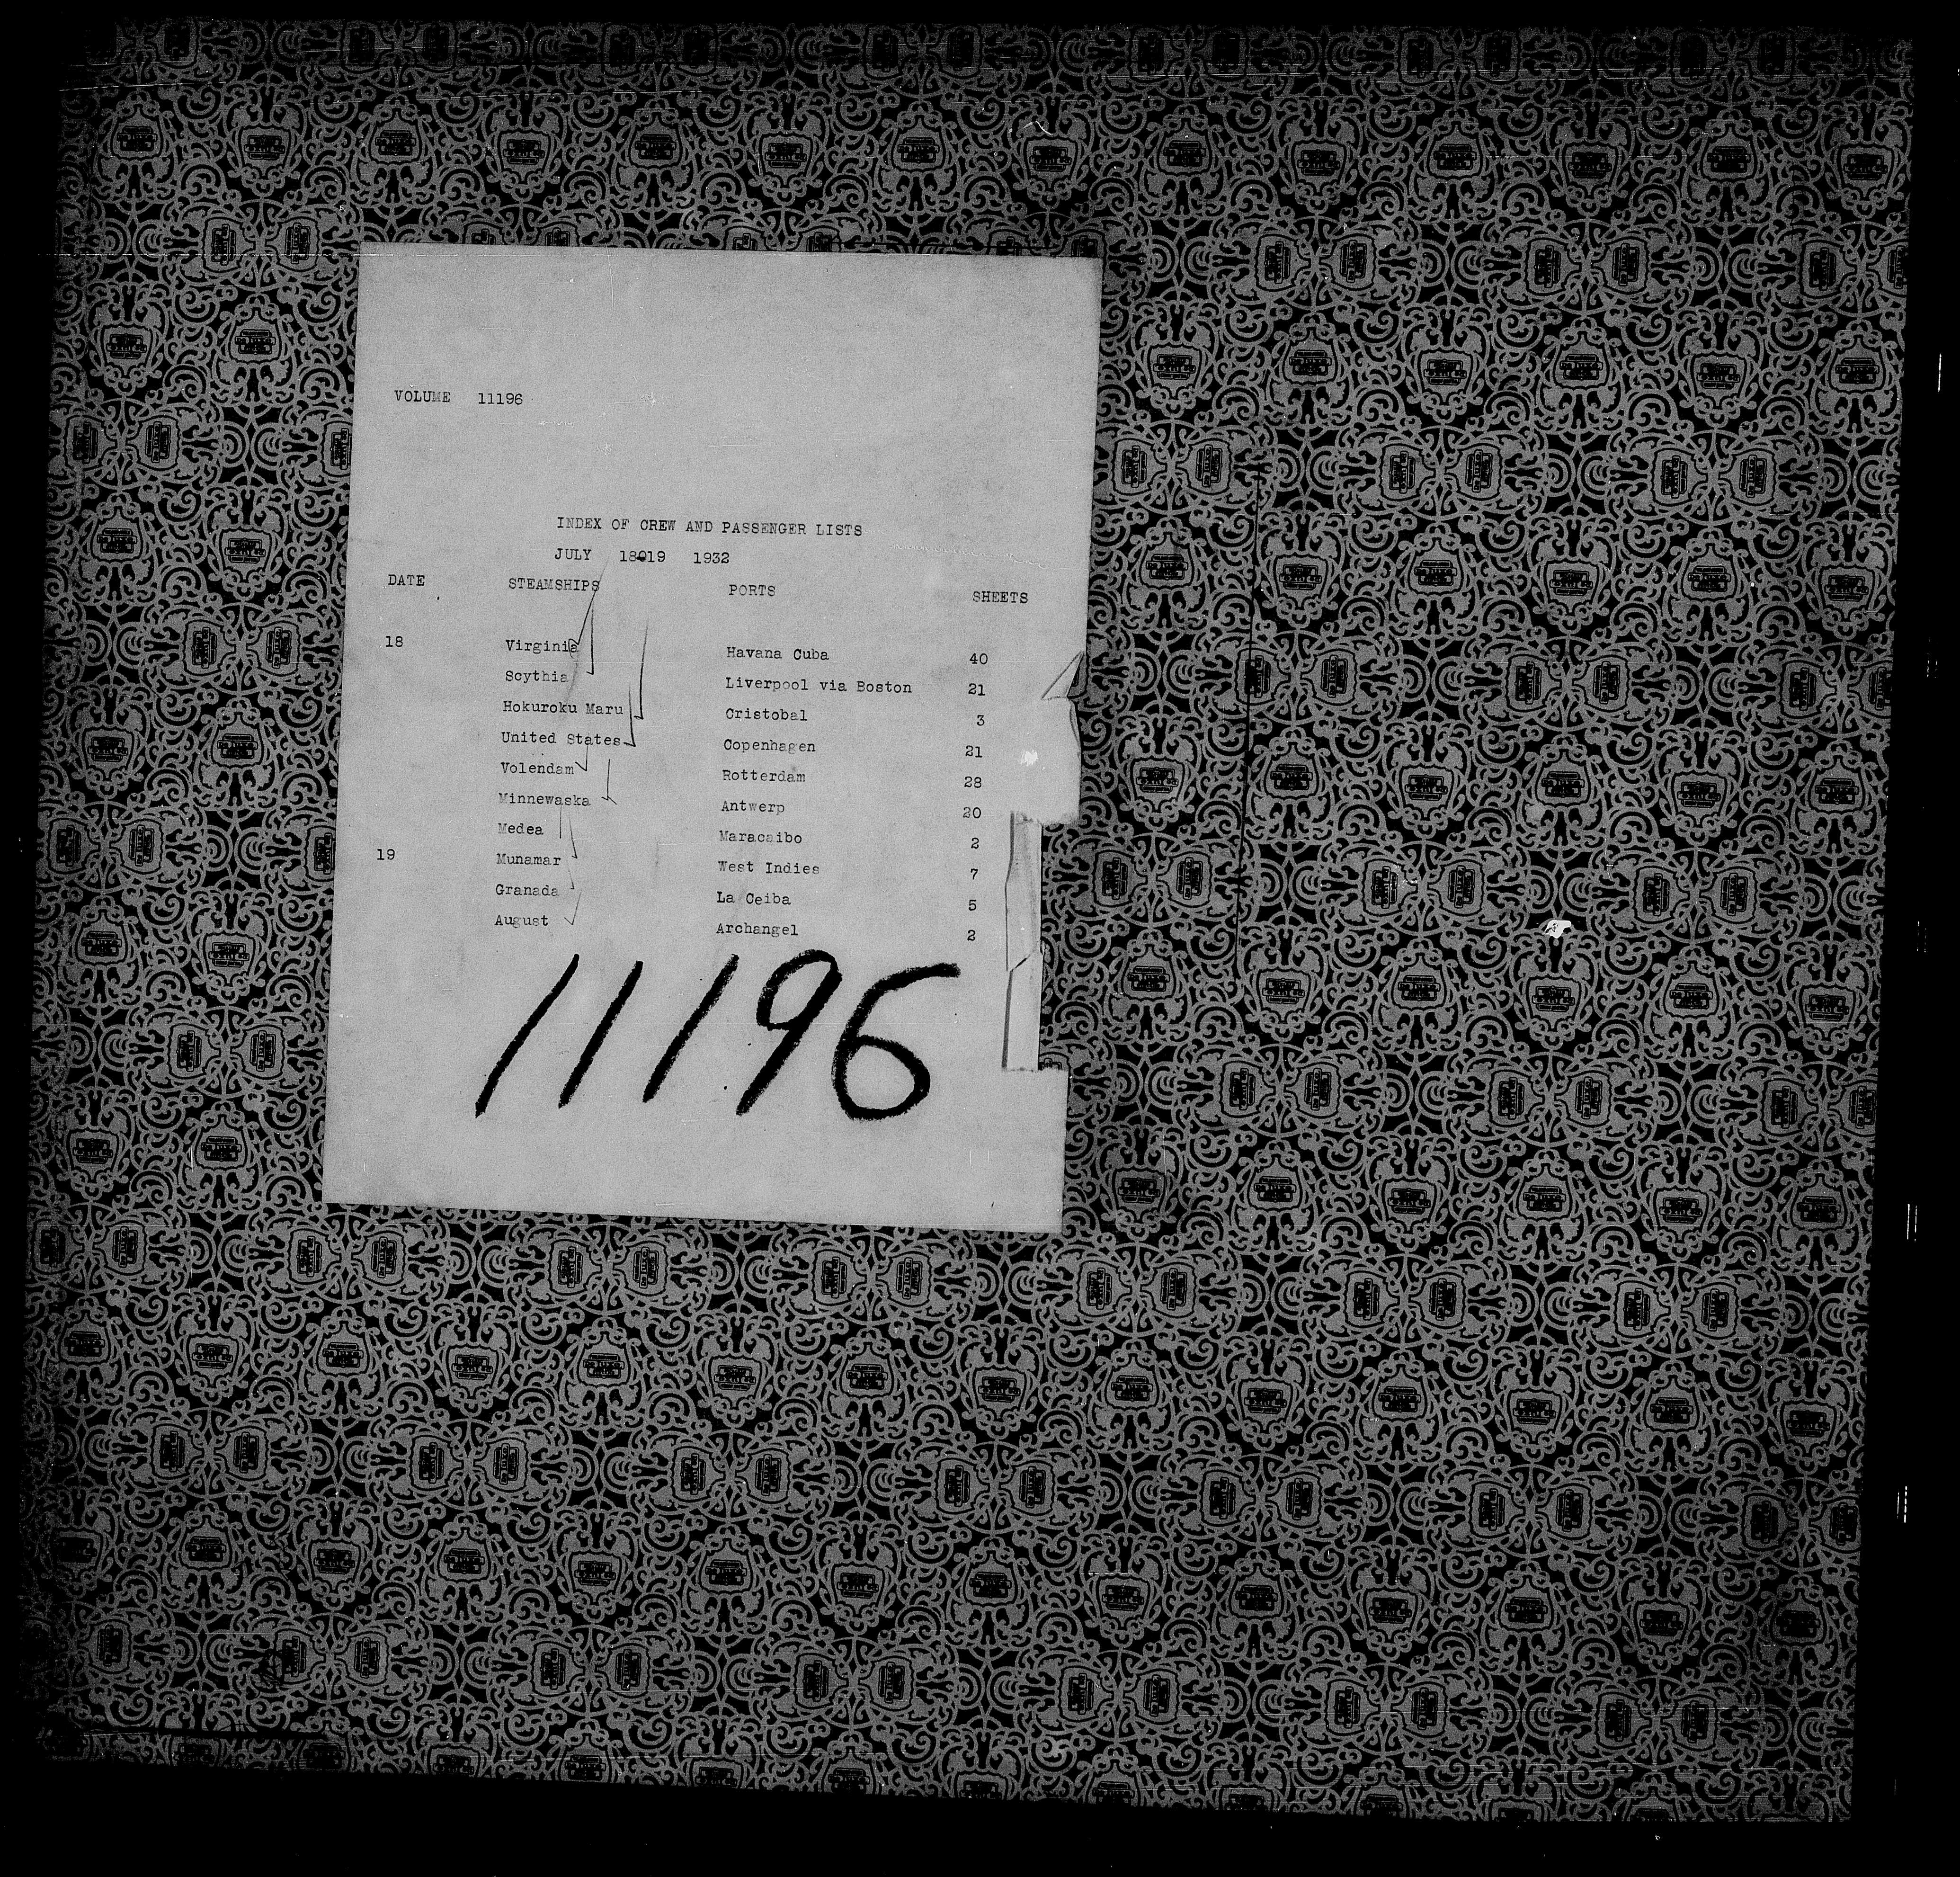 VOLUME 11196
INDEX OF CREW AND PASSENGER LISTS
JULY 18-19 1932
DATE STEAMSHIPS PORTS SHEETS
18 Virginia Havana Cuba 40
Scythia Liverpool via Boston 21
Hokuroku Maru Cristobal 3
United States Copenhagen 21
Volendam Rotterdam 28
Minnewaska Antwerp 20
Medea Maracaibo 2
19 Munamar West Indies 7
Granada La Ceiba 5
August Archangel 2
11196